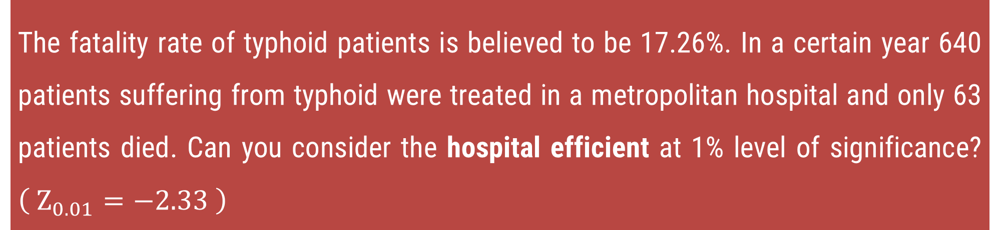 The fatality rate of typhoid patients is believed to be 17.26%. In a certain year 640
patients suffering from typhoid were treated in a metropolitan hospital and only 63
patients died. Can you consider the hospital efficient at 1% level of significance?
( Z₀.₀₁ = −2.33 )